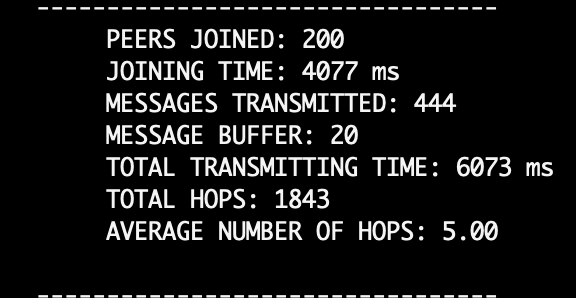 ---------------------------------
PEERS JOINED: 200
JOINING TIME: 4077 ms
MESSAGES TRANSMITTED: 444
MESSAGE BUFFER: 20
TOTAL TRANSMITTING TIME: 6073 ms
TOTAL HOPS: 1843
AVERAGE NUMBER OF HOPS: 5.00
---------------------------------